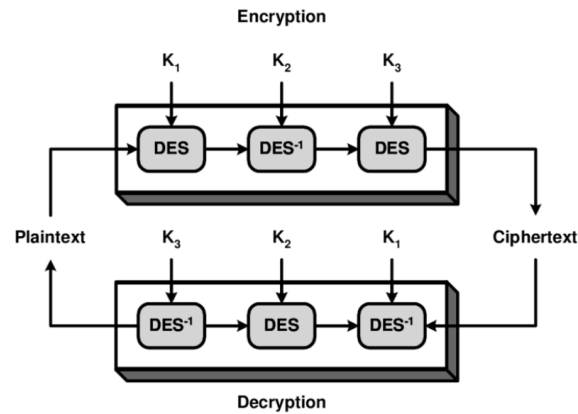 Encryption
K₁ K₂ K₃
DES DES⁻¹ DES
Plaintext Ciphertext
K₃ K₂ K₁
DES⁻¹ DES DES⁻¹
Decryption